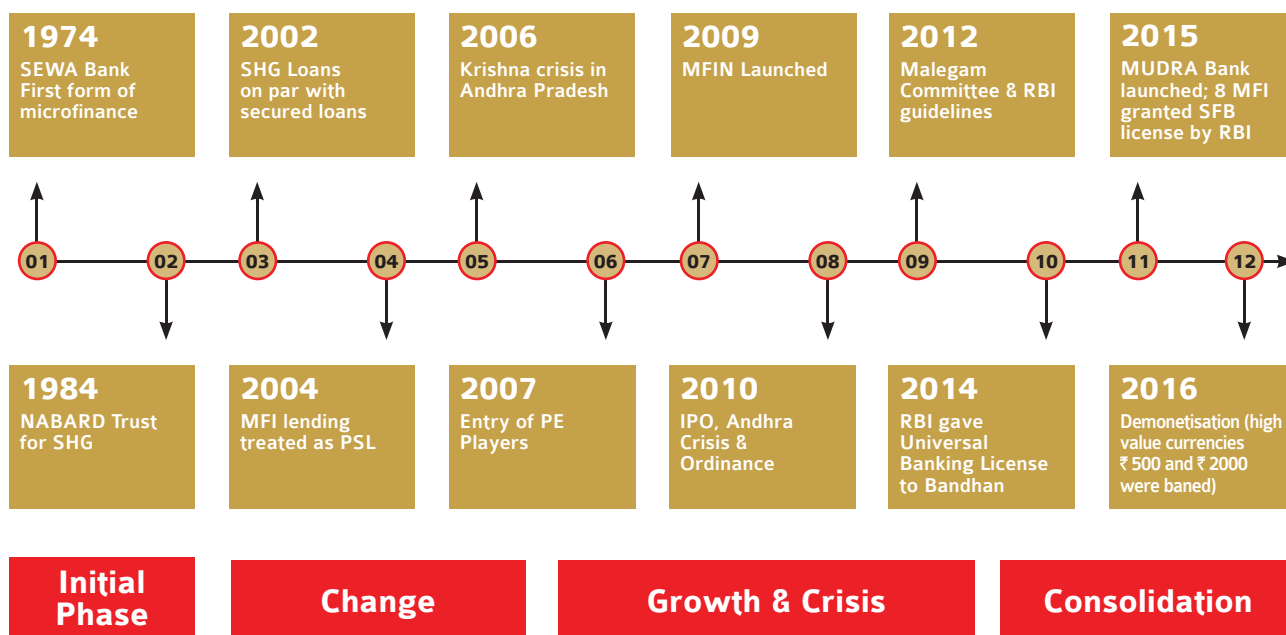 1974
SEWA Bank
First form of
microfinance
2002
SHG Loans
on par with
secured loans
2006
Krishna crisis in
Andhra Pradesh
2009
MFIN Launched
2012
Malegam
Committee & RBI
guidelines
2015
MUDRA Bank
launched; 8 MFI
granted SFB
license by RBI
01
02
03
04
05
06
07
08
09
10
11
12
1984
NABARD Trust
for SHG
2004
MFI lending
treated as PSL
2007
Entry of PE
Players
2010
IPO, Andhra
Crisis &
Ordinance
2014
RBI gave
Universal
Banking License
to Bandhan
2016
Demonetisation (high
value currencies
₹ 500 and ₹ 2000
were baned)
Initial
Phase
Change
Growth & Crisis
Consolidation